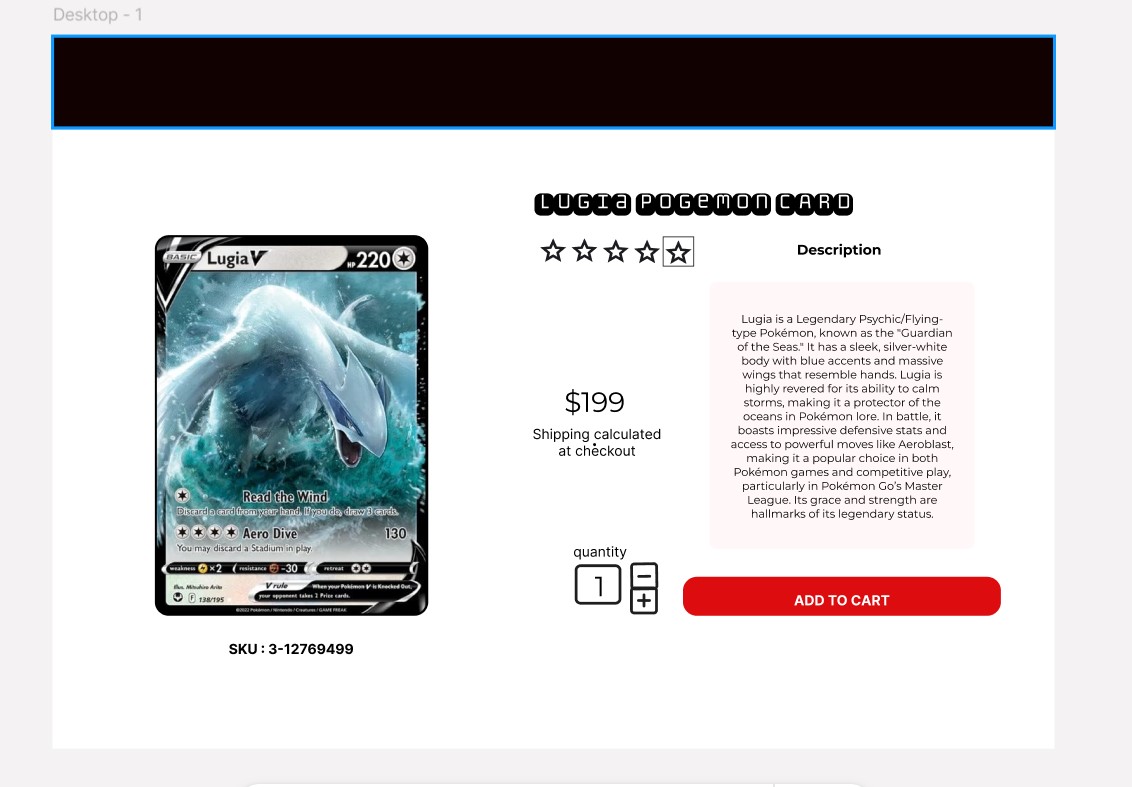 Desktop - 1
LUGIa POGemon CARD
Description
BASIC Lugia V HP 220
Lugia is a Legendary Psychic/Flying-
type Pokémon, known as the "Guardian
of the Seas." It has a sleek, silver-white
body with blue accents and massive
wings that resemble hands. Lugia is
highly revered for its ability to calm
storms, making it a protector of the
oceans in Pokémon lore. In battle, it
boasts impressive defensive stats and
access to powerful moves like Aeroblast,
making it a popular choice in both
Pokémon games and competitive play,
particularly in Pokémon Go's Master
League. Its grace and strength are
hallmarks of its legendary status.
$199
Shipping calculated
at checkout
Read the Wind
Discard a card from your hand. If you do, draw 3 cards.
Aero Dive 130
You may discard a Stadium in play.
weakness ×2 resistance -30 retreat
Illus. Mitsuhiro Arita
F 138/195
V rule When your Pokémon V is Knocked Out,
your opponent takes 2 Prize cards.
©2022 Pokémon / Nintendo / Creatures / GAME FREAK
quantity
1
ADD TO CART
SKU : 3-12769499